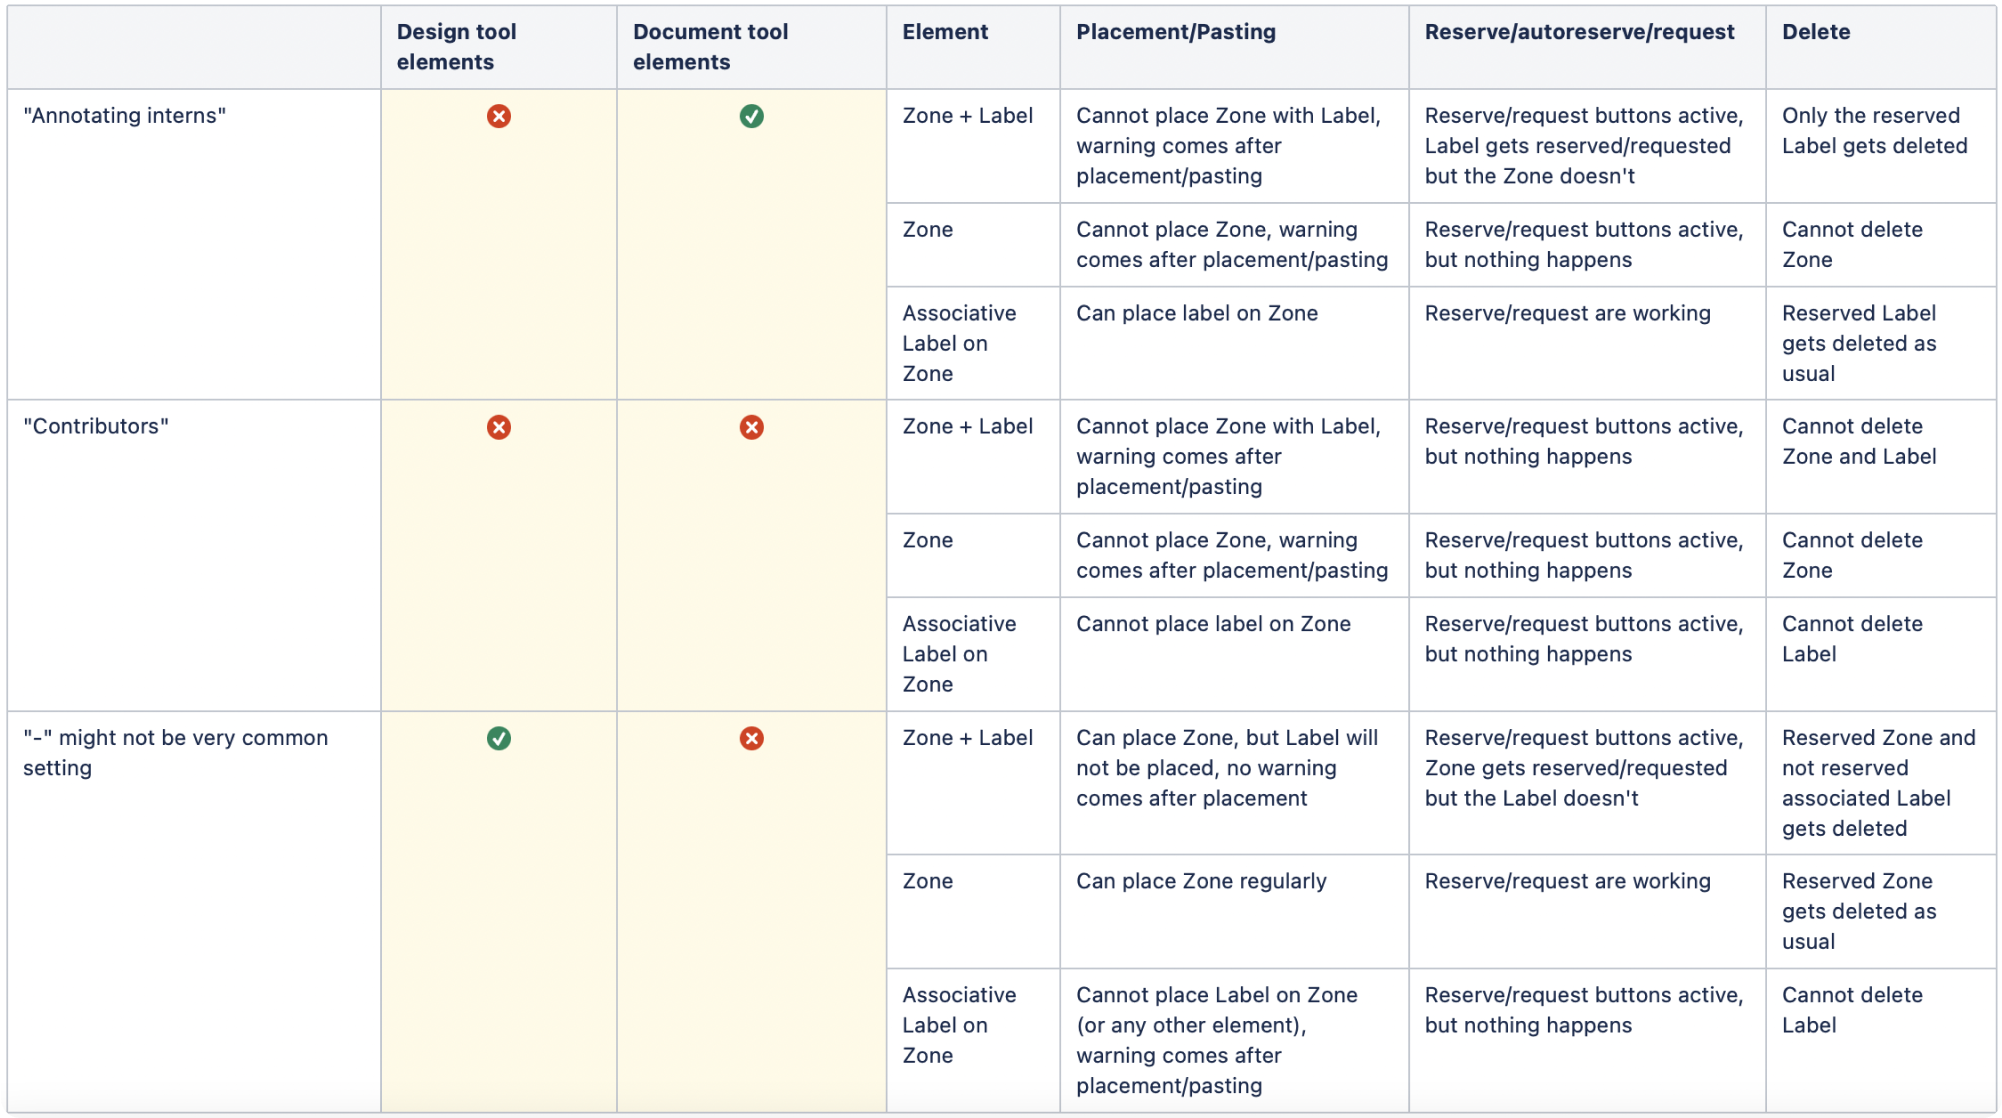 Design tool
elements
Document tool
elements
Element
Placement/Pasting
Reserve/autoreserve/request
Delete
"Annotating interns"
Zone + Label
Cannot place Zone with Label,
warning comes after
placement/pasting
Reserve/request buttons active,
Label gets reserved/requested
but the Zone doesn't
Only the reserved
Label gets deleted
Zone
Cannot place Zone, warning
comes after placement/pasting
Reserve/request buttons active,
but nothing happens
Cannot delete
Zone
Associative
Label on
Zone
Can place label on Zone
Reserve/request are working
Reserved Label
gets deleted as
usual
"Contributors"
Zone + Label
Cannot place Zone with Label,
warning comes after
placement/pasting
Reserve/request buttons active,
but nothing happens
Cannot delete
Zone and Label
Zone
Cannot place Zone, warning
comes after placement/pasting
Reserve/request buttons active,
but nothing happens
Cannot delete
Zone
Associative
Label on
Zone
Cannot place label on Zone
Reserve/request buttons active,
but nothing happens
Cannot delete
Label
"-" might not be very common
setting
Zone + Label
Can place Zone, but Label will
not be placed, no warning
comes after placement
Reserve/request buttons active,
Zone gets reserved/requested
but the Label doesn't
Reserved Zone and
not reserved
associated Label
gets deleted
Zone
Can place Zone regularly
Reserve/request are working
Reserved Zone
gets deleted as
usual
Associative
Label on
Zone
Cannot place Label on Zone
(or any other element),
warning comes after
placement/pasting
Reserve/request buttons active,
but nothing happens
Cannot delete
Label